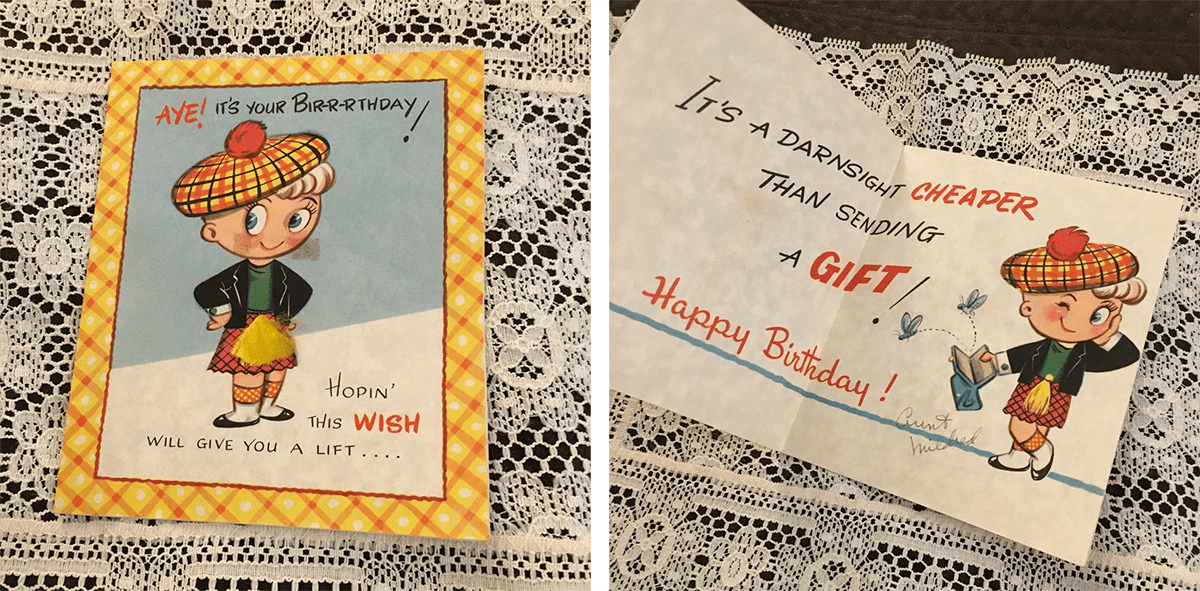 AYE! IT'S YOUR BIR-R-RTHDAY!
HOPIN'
THIS WISH
WILL GIVE YOU A LIFT....
IT'S A DARNSIGHT CHEAPER
THAN SENDING
A GIFT!
Happy Birthday!
Aunt
Mildred